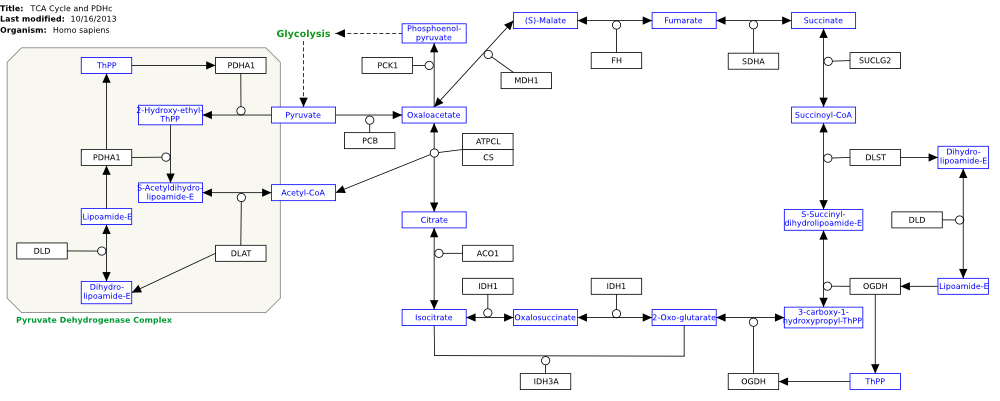 Title: TCA Cycle and PDHc
Last modified: 10/16/2013
Organism: Homo sapiens
(S)-Malate
Fumarate
Succinate
Glycolysis
Phosphoenol-
pyruvate
FH
SDHA
SUCLG2
ThPP
PDHA1
PCK1
MDH1
2-Hydroxy-ethyl-
ThPP
Pyruvate
Oxaloacetate
Succinoyl-CoA
PCB
ATPCL
CS
PDHA1
DLST
Dihydro-
lipoamide-E
S-Acetyldihydro-
lipoamide-E
Acetyl-CoA
Lipoamide-E
Citrate
S-Succinyl-
dihydrolipoamide-E
DLD
DLD
DLAT
ACO1
Dihydro-
lipoamide-E
IDH1
IDH1
OGDH
Lipoamide-E
Pyruvate Dehydrogenase Complex
Isocitrate
Oxalosuccinate
2-Oxo-glutarate
3-carboxy-1-
hydroxypropyl-ThPP
IDH3A
OGDH
ThPP